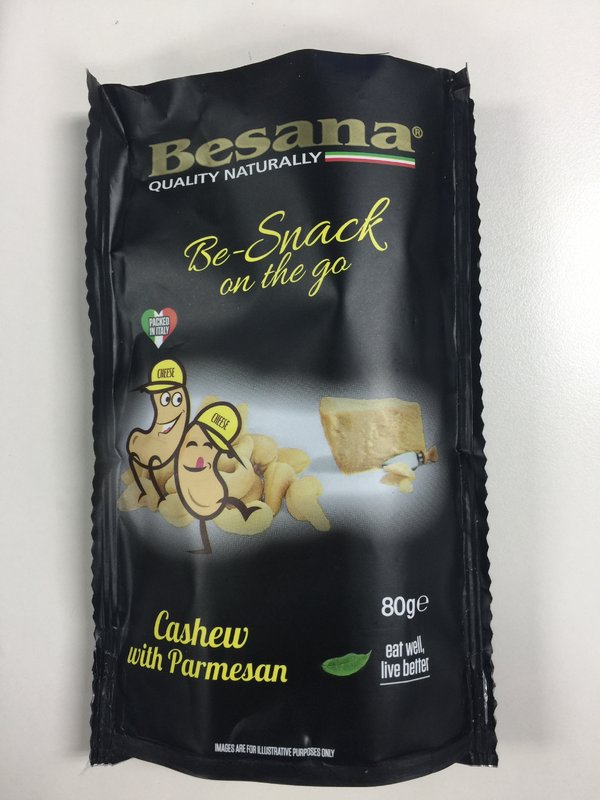 Besana®
QUALITY NATURALLY
Be-Snack
on the go
PACKED
IN ITALY
CHEESE
CHEESE
80g℮
Cashew
with Parmesan
eat well,
live better
IMAGES ARE FOR ILLUSTRATIVE PURPOSES ONLY